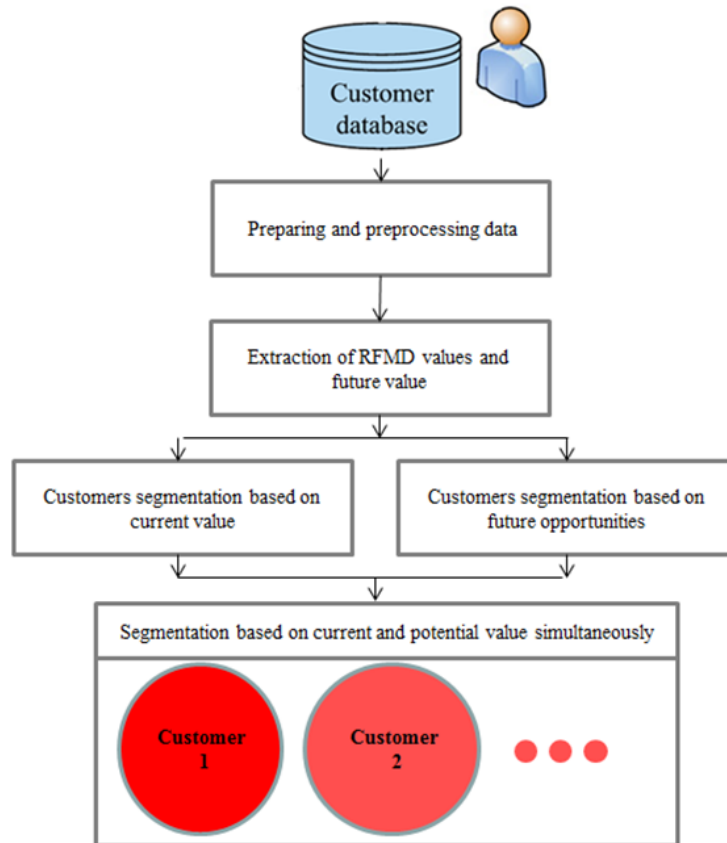 Customer
database
Preparing and preprocessing data
Extraction of RFMD values and
future value
Customers segmentation based on
current value
Customers segmentation based on
future opportunities
Segmentation based on current and potential value simultaneously
Customer
1
Customer
2